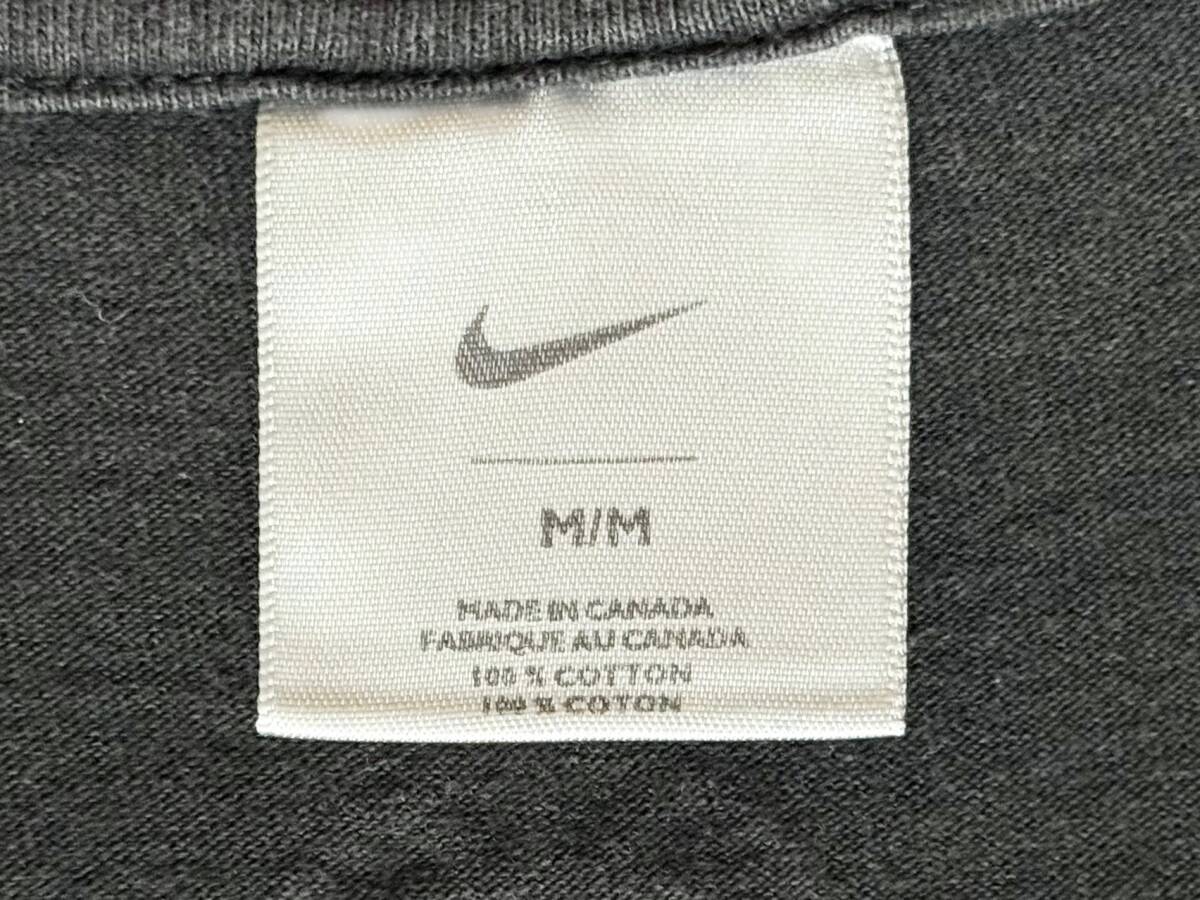 M/M
MADE IN CANADA
FABRIQUE AU CANADA
100 % COTTON
100 % COTON